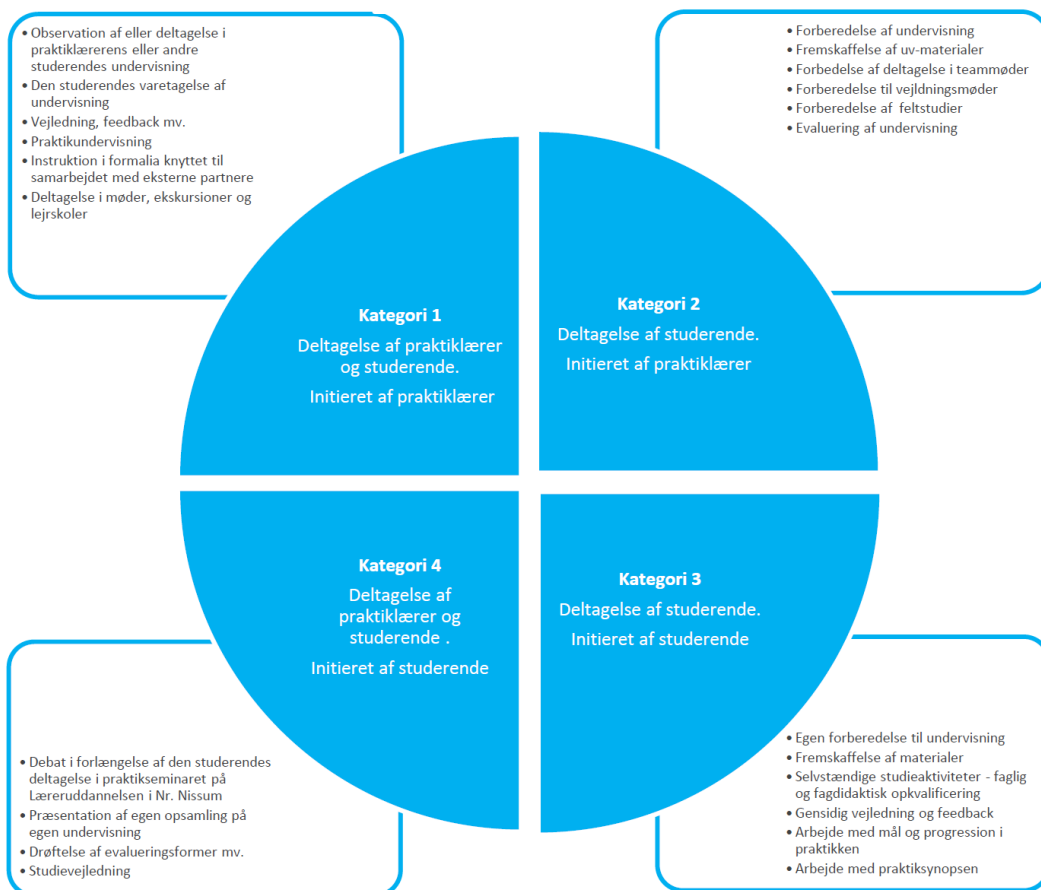 • Observation af eller deltagelse i
praktiklærerens eller andre
studerendes undervisning
• Den studerendes varetagelse af
undervisning
• Vejledning, feedback mv.
• Praktikundervisning
• Instruktion i formalia knyttet til
samarbejdet med eksterne partnere
• Deltagelse i møder, ekskursioner og
lejrskoler
• Forberedelse af undervisning
• Fremskaffelse af uv-materialer
• Forbedelse af deltagelse i teammøder
• Forberedelse til vejldningsmøder
• Forberedelse af feltstudier
• Evaluering af undervisning
Kategori 1
Deltagelse af praktiklærer
og studerende.
Initieret af praktiklærer
Kategori 2
Deltagelse af studerende.
Initieret af praktiklærer
Kategori 4
Deltagelse af
praktiklærer og
studerende .
Initieret af studerende
Kategori 3
Deltagelse af studerende.
Initieret af studerende
• Debat i forlængelse af den studerendes
deltagelse i praktikseminaret på
Læreruddannelsen i Nr. Nissum
• Præsentation af egen opsamling på
egen undervisning
• Drøftelse af evalueringsformer mv.
• Studievejledning
• Egen forberedelse til undervisning
• Fremskaffelse af materialer
• Selvstændige studieaktiviteter - faglig
og fagdidaktisk opkvalificering
• Gensidig vejledning og feedback
• Arbejde med mål og progression i
praktikken
• Arbejde med praktiksynopsen